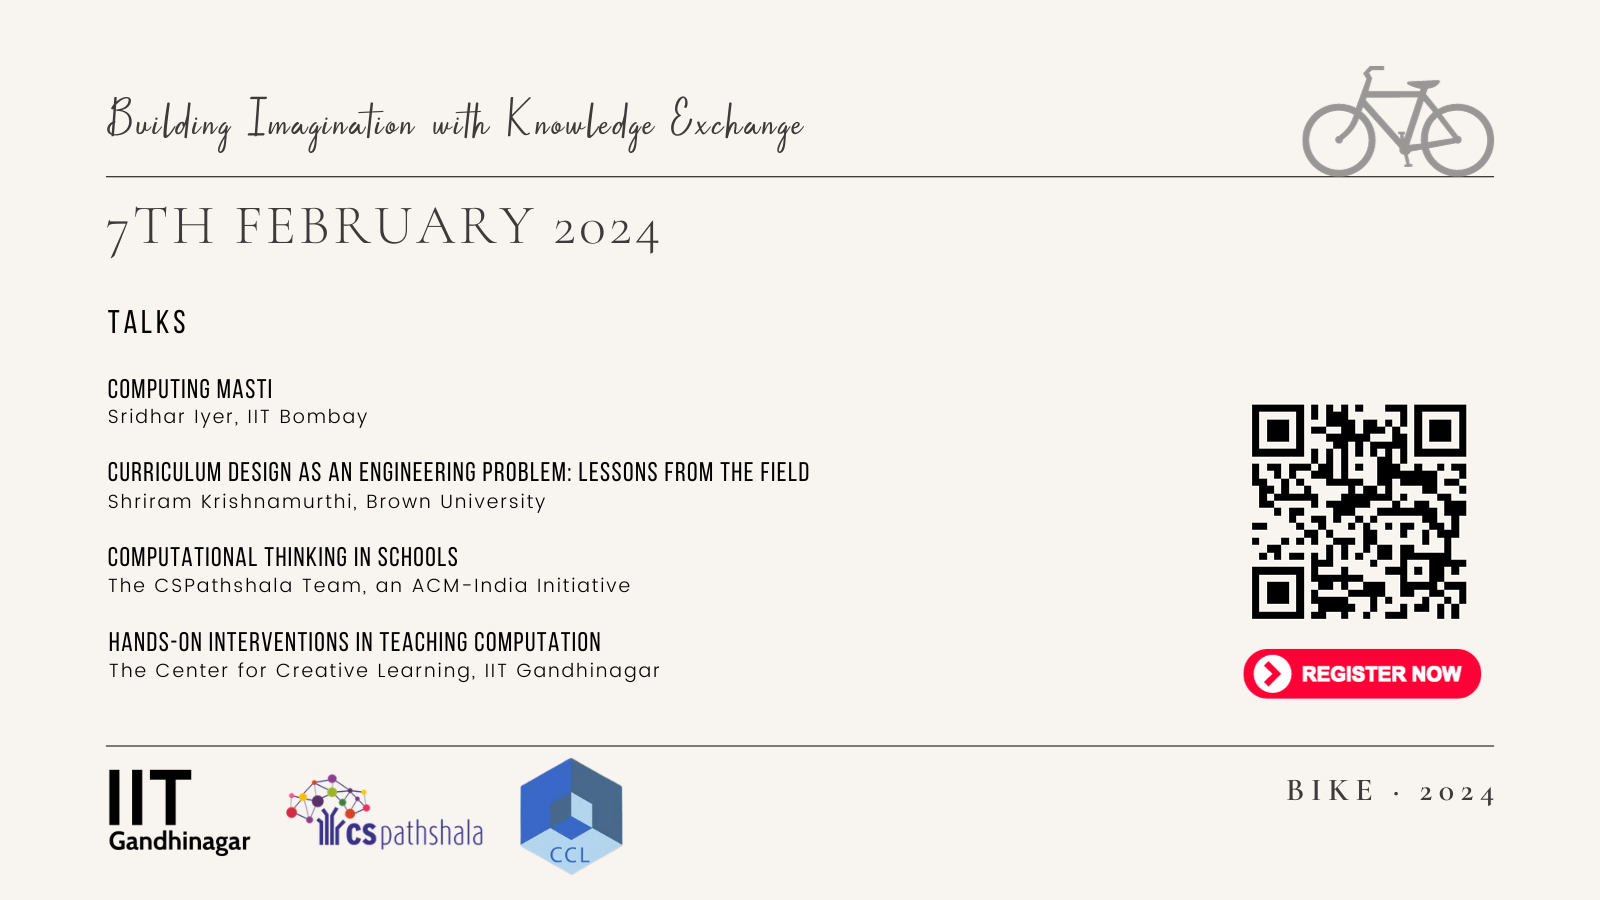 Building Imagination with Knowledge Exchange
7TH FEBRUARY 2024
TALKS
COMPUTING MASTI
Sridhar Iyer, IIT Bombay
CURRICULUM DESIGN AS AN ENGINEERING PROBLEM: LESSONS FROM THE FIELD
Shriram Krishnamurthi, Brown University
COMPUTATIONAL THINKING IN SCHOOLS
The CSPathshala Team, an ACM-India Initiative
HANDS-ON INTERVENTIONS IN TEACHING COMPUTATION
The Center for Creative Learning, IIT Gandhinagar
REGISTER NOW
IIT
Gandhinagar
CSpathshala
CCL
BIKE · 2024